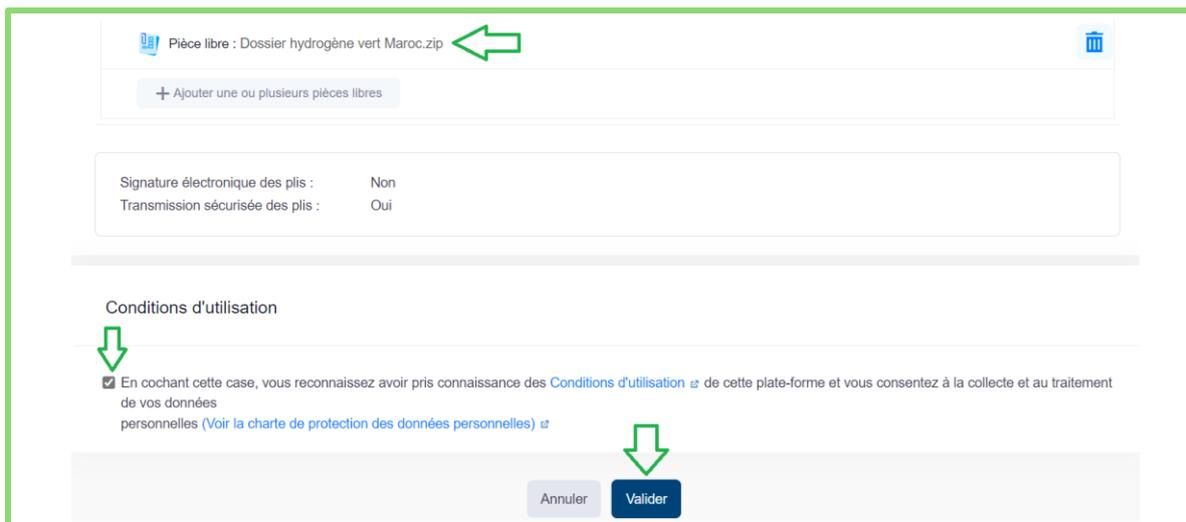 Pièce libre : Dossier hydrogène vert Maroc.zip
+ Ajouter une ou plusieurs pièces libres
Signature électronique des plis : Non
Transmission sécurisée des plis : Oui
Conditions d'utilisation
En cochant cette case, vous reconnaissez avoir pris connaissance des Conditions d'utilisation de cette plate-forme et vous consentez à la collecte et au traitement
de vos données
personnelles (Voir la charte de protection des données personnelles)
Annuler Valider